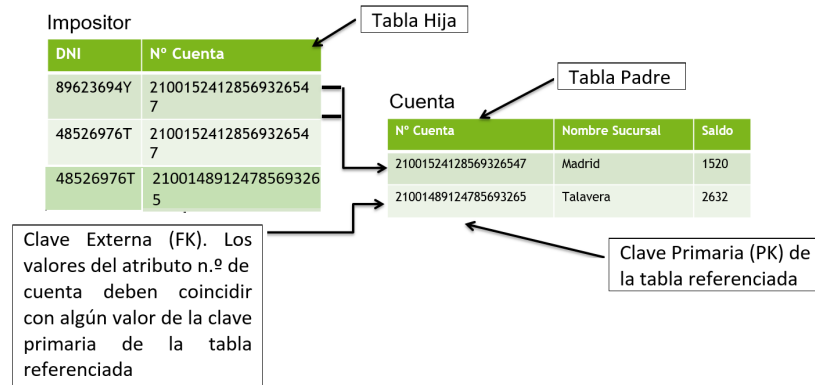 Impositor
Tabla Hija
DNI Nº Cuenta
89623694Y 2100152412856932654
7
48526976T 2100152412856932654
7
48526976T 2100148912478569326
5
Tabla Padre
Cuenta
Nº Cuenta Nombre Sucursal Saldo
21001524128569326547 Madrid 1520
21001489124785693265 Talavera 2632
Clave Externa (FK). Los
valores del atributo n.º de
cuenta deben coincidir
con algún valor de la clave
primaria de la tabla
referenciada
Clave Primaria (PK) de
la tabla referenciada